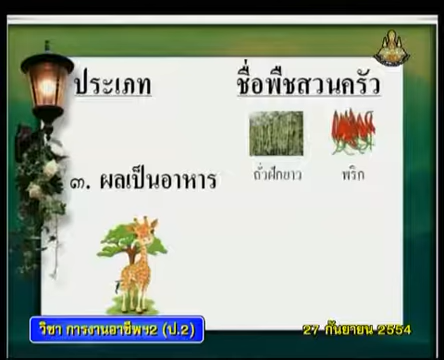 ประเภท
ชื่อพืชสวนครัว
ถั่วฝักยาว
พริก
๓. ผลเป็นอาหาร
วิชา การงานอาชีพฯ2 (ป.2)
27 กันยายน 2554